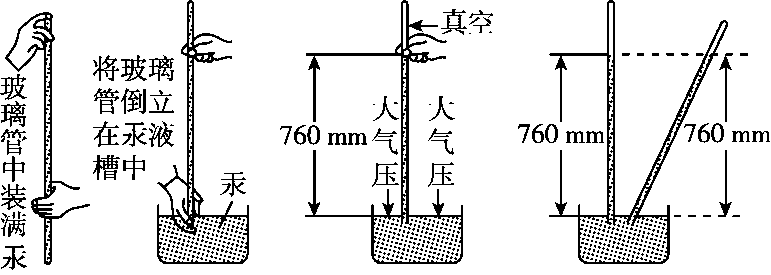 玻璃管中装满汞
将玻璃
管倒立
在汞液
槽中
汞
真空
760 mm
大气压
大气压
760 mm
760 mm